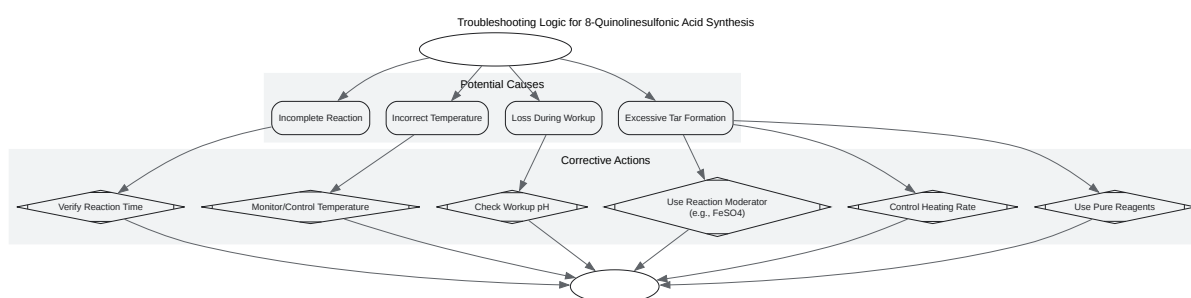 Troubleshooting Logic for 8-Quinolinesulfonic Acid Synthesis
Potential Causes
Incomplete Reaction
Incorrect Temperature
Loss During Workup
Excessive Tar Formation
Corrective Actions
Verify Reaction Time
Monitor/Control Temperature
Check Workup pH
Use Reaction Moderator
(e.g., FeSO4)
Control Heating Rate
Use Pure Reagents